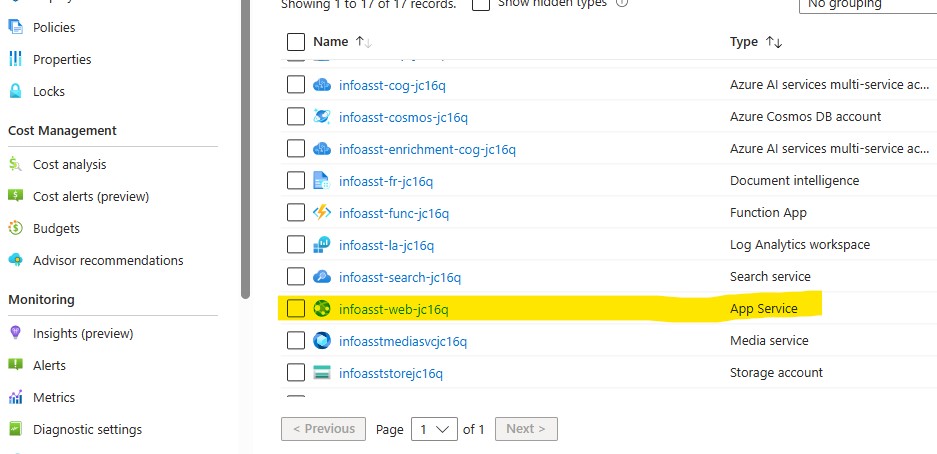 Showing 1 to 17 of 17 records.
Show hidden types
No grouping
Policies
Properties
Locks
Cost Management
Cost analysis
Cost alerts (preview)
Budgets
Advisor recommendations
Monitoring
Insights (preview)
Alerts
Metrics
Diagnostic settings
Name Type
infoasst-cog-jc16q Azure AI services multi-service ac...
infoasst-cosmos-jc16q Azure Cosmos DB account
infoasst-enrichment-cog-jc16q Azure AI services multi-service ac...
infoasst-fr-jc16q Document intelligence
infoasst-func-jc16q Function App
infoasst-la-jc16q Log Analytics workspace
infoasst-search-jc16q Search service
infoasst-web-jc16q App Service
infoasstmediasvcjc16q Media service
infoasststorejc16q Storage account
< Previous Page 1 of 1 Next >